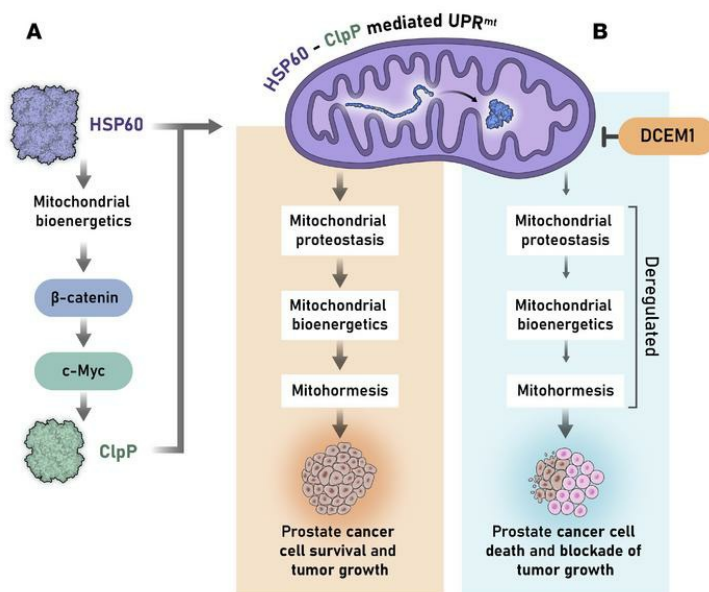 A
HSP60 - ClpP mediated UPRmt
B
HSP60
Mitochondrial
bioenergetics
β-catenin
c-Myc
ClpP
Mitochondrial
proteostasis
Mitochondrial
bioenergetics
Mitohormesis
Prostate cancer
cell survival and
tumor growth
DCEM1
Mitochondrial
proteostasis
Mitochondrial
bioenergetics
Mitohormesis
Deregulated
Prostate cancer cell
death and blockade of
tumor growth